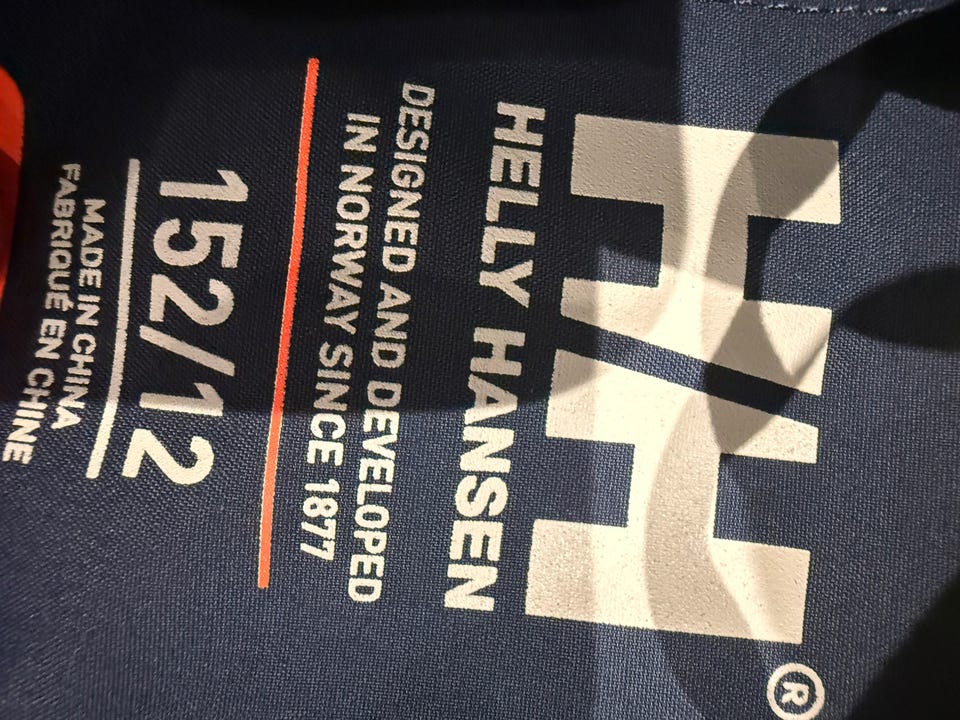 HH
®
HELLY HANSEN
DESIGNED AND DEVELOPED
IN NORWAY SINCE 1877
152/12
MADE IN CHINA
FABRIQUÉ EN CHINE